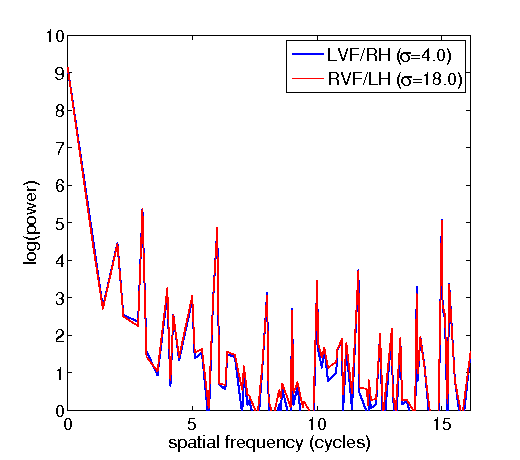 10
9
8
7
6
5
4
3
2
1
0
log(power)
LVF/RH (σ=4.0)
RVF/LH (σ=18.0)
0 5 10 15
spatial frequency (cycles)